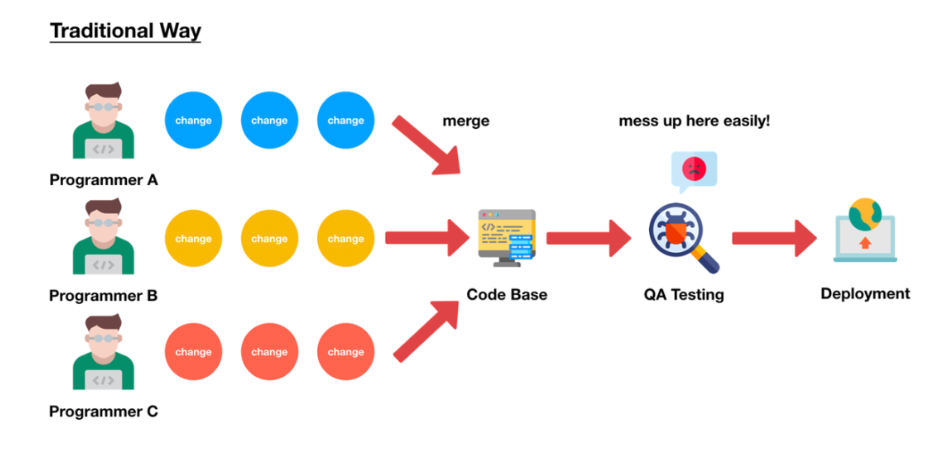 Traditional Way
change change change
merge
mess up here easily!
Programmer A
change change change
Programmer B
Code Base
QA Testing
Deployment
change change change
Programmer C